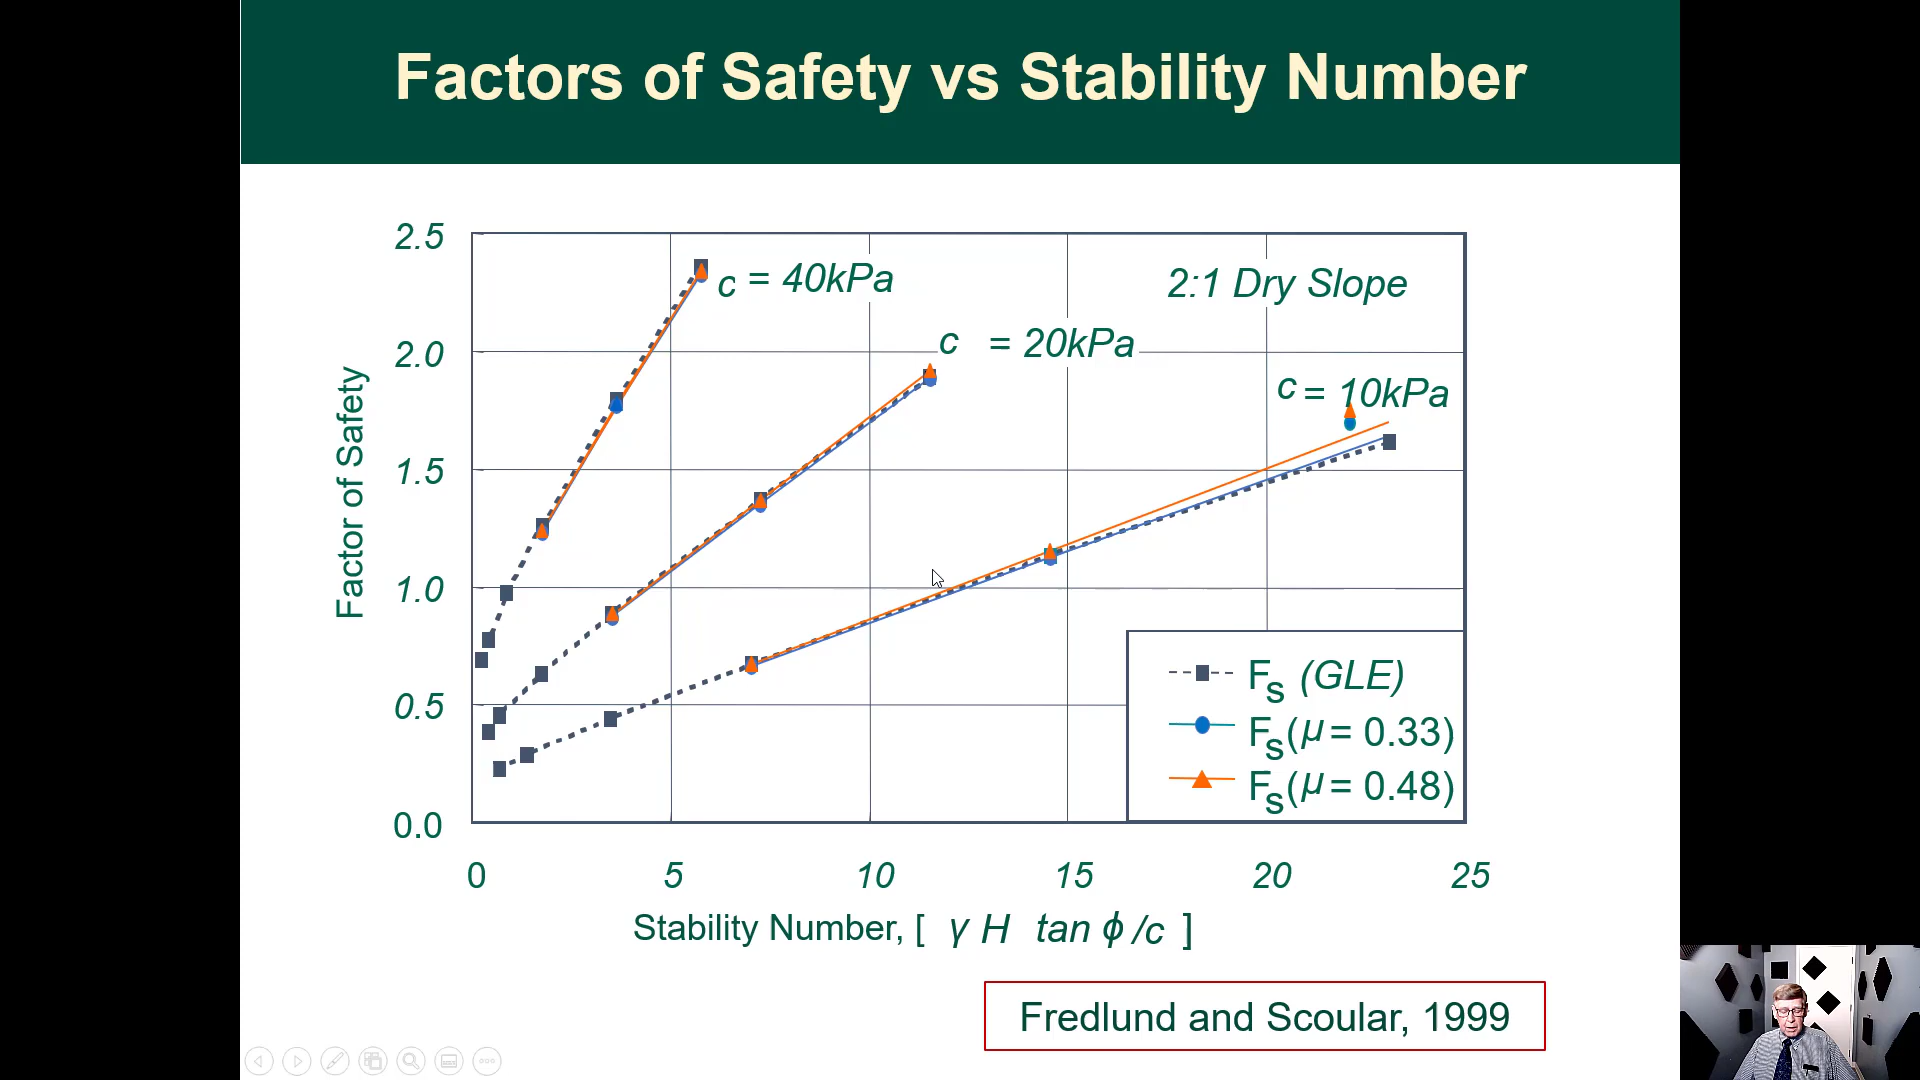 Factors of Safety vs Stability Number
2.5
2.0
1.5
1.0
0.5
0.0
Factor of Safety
c = 40kPa
2:1 Dry Slope
c = 20kPa
c = 10kPa
Fs (GLE)
Fs(μ = 0.33)
Fs(μ = 0.48)
0 5 10 15 20 25
Stability Number, [ γ H tan ϕ /c ]
Fredlund and Scoular, 1999